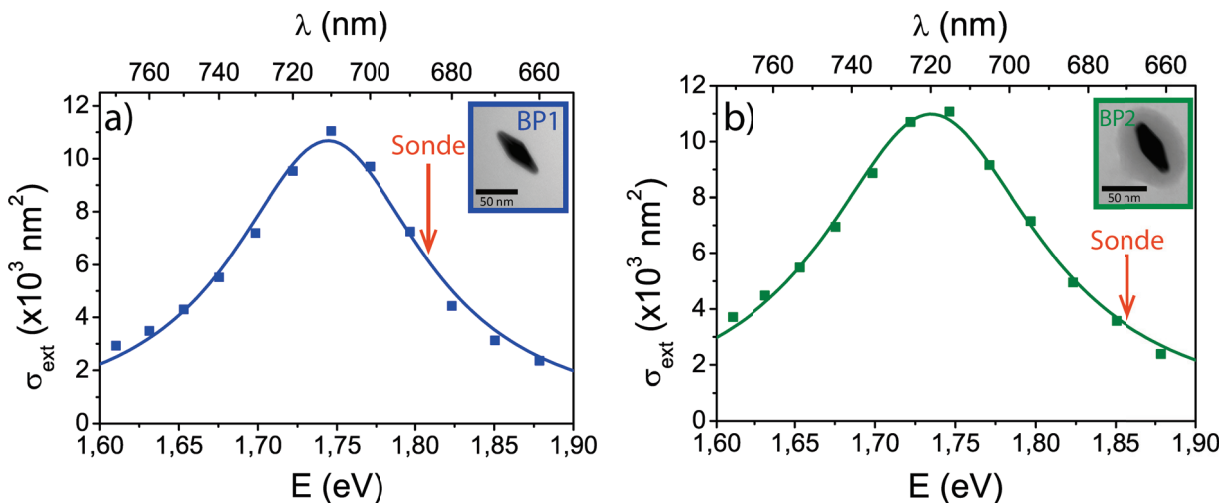 λ (nm)
760 740 720 700 680 660
a)
BP1
50 nm
Sonde
σext (x10³ nm²)
12
10
8
6
4
2
0
1,60 1,65 1,70 1,75 1,80 1,85 1,90
E (eV)
λ (nm)
760 740 720 700 680 660
b)
BP2
50 nm
Sonde
σext (x10³ nm²)
12
10
8
6
4
2
0
1,60 1,65 1,70 1,75 1,80 1,85 1,90
E (eV)